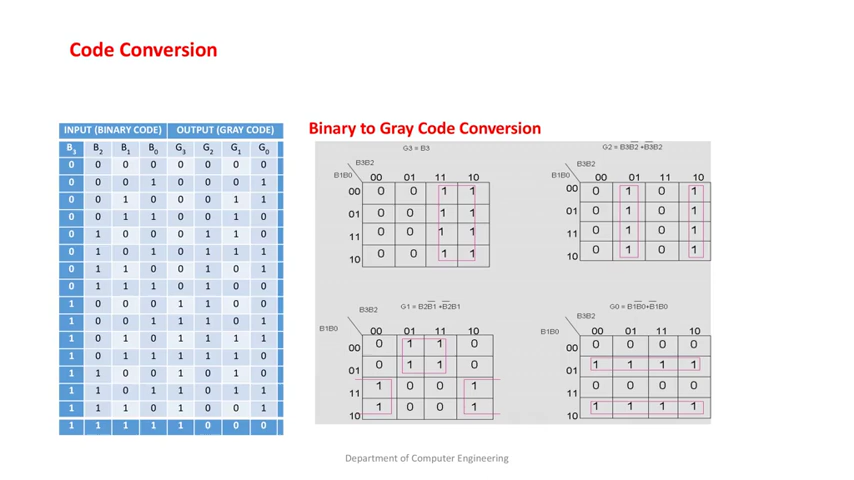 Code Conversion
INPUT (BINARY CODE) OUTPUT (GRAY CODE)
B3 B2 B1 B0 G3 G2 G1 G0
0 0 0 0 0 0 0 0
0 0 0 1 0 0 0 1
0 0 1 0 0 0 1 1
0 0 1 1 0 0 1 0
0 1 0 0 0 1 1 0
0 1 0 1 0 1 1 1
0 1 1 0 0 1 0 1
0 1 1 1 0 1 0 0
1 0 0 0 1 1 0 0
1 0 0 1 1 1 0 1
1 0 1 0 1 1 1 1
1 0 1 1 1 1 1 0
1 1 0 0 1 0 1 0
1 1 0 1 1 0 1 1
1 1 1 0 1 0 0 1
1 1 1 1 1 0 0 0
Binary to Gray Code Conversion
G3 = B3
B3B2
B1B0 00 01 11 10
00 0 0 1 1
01 0 0 1 1
11 0 0 1 1
10 0 0 1 1
G2 = B3B̅2̅ +B̅3̅B2
B3B2
B1B0 00 01 11 10
00 0 1 0 1
01 0 1 0 1
11 0 1 0 1
10 0 1 0 1
G1 = B2B̅1̅ +B̅2̅B1
B3B2
B1B0 00 01 11 10
00 0 1 1 0
01 0 1 1 0
11 1 0 0 1
10 1 0 0 1
G0 = B1̅B̅0+B̅1̅B0
B3B2
B1B0 00 01 11 10
00 0 0 0 0
01 1 1 1 1
11 0 0 0 0
10 1 1 1 1
Department of Computer Engineering